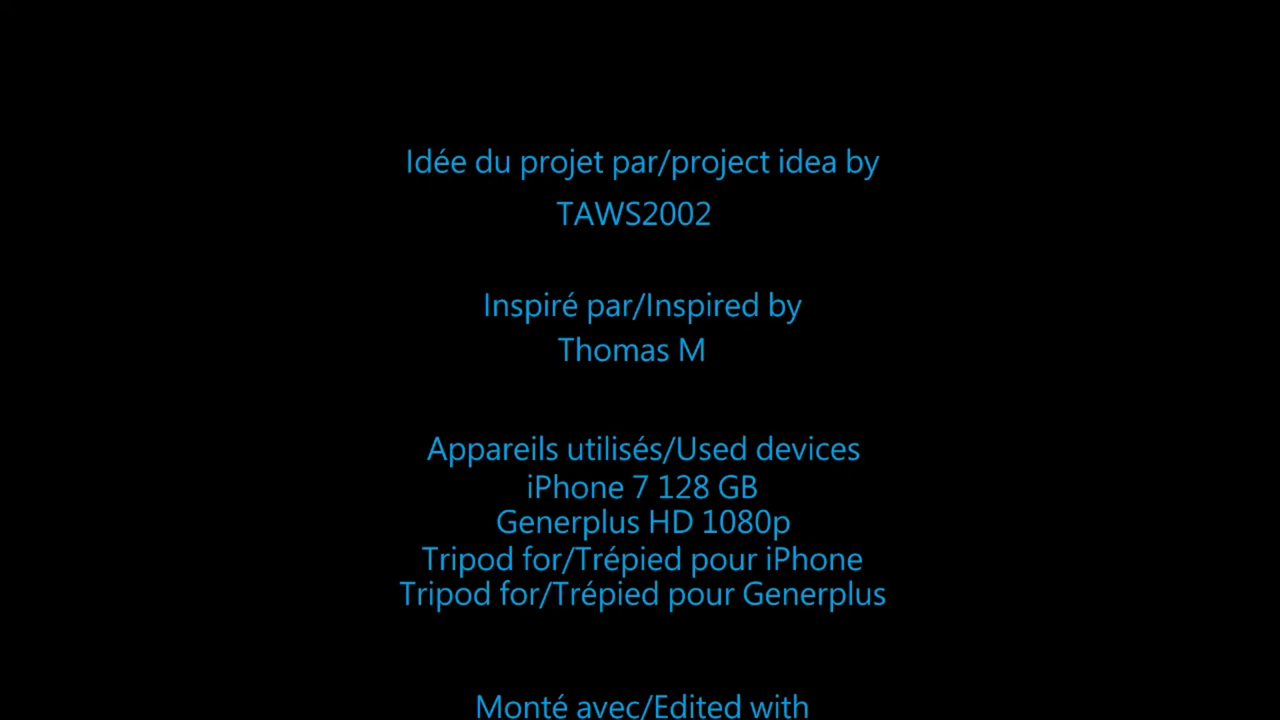 Idée du projet par/project idea by
TAWS2002
Inspiré par/Inspired by
Thomas M
Appareils utilisés/Used devices
iPhone 7 128 GB
Generplus HD 1080p
Tripod for/Trépied pour iPhone
Tripod for/Trépied pour Generplus
Monté avec/Edited with